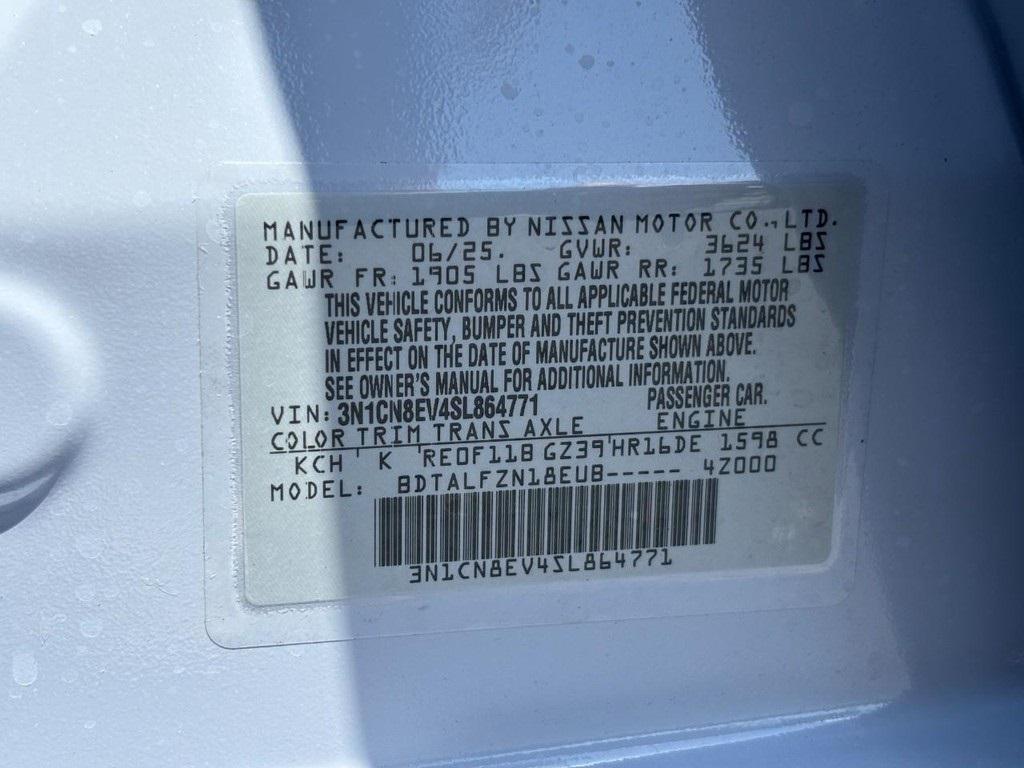 MANUFACTURED BY NISSAN MOTOR CO., LTD.
DATE: 06/25. GVWR: 3624 LBS
GAWR FR: 1905 LBS GAWR RR: 1735 LBS
THIS VEHICLE CONFORMS TO ALL APPLICABLE FEDERAL MOTOR
VEHICLE SAFETY, BUMPER AND THEFT PREVENTION STANDARDS
IN EFFECT ON THE DATE OF MANUFACTURE SHOWN ABOVE.
SEE OWNER'S MANUAL FOR ADDITIONAL INFORMATION.
VIN: 3N1CN8EV4SL864771 PASSENGER CAR.
COLOR TRIM TRANS AXLE ENGINE
KCH K RE0F11B GZ39 HR16DE 1598 CC
MODEL: BDTALFZN18EUB----- 4Z000
3N1CN8EV4SL864771